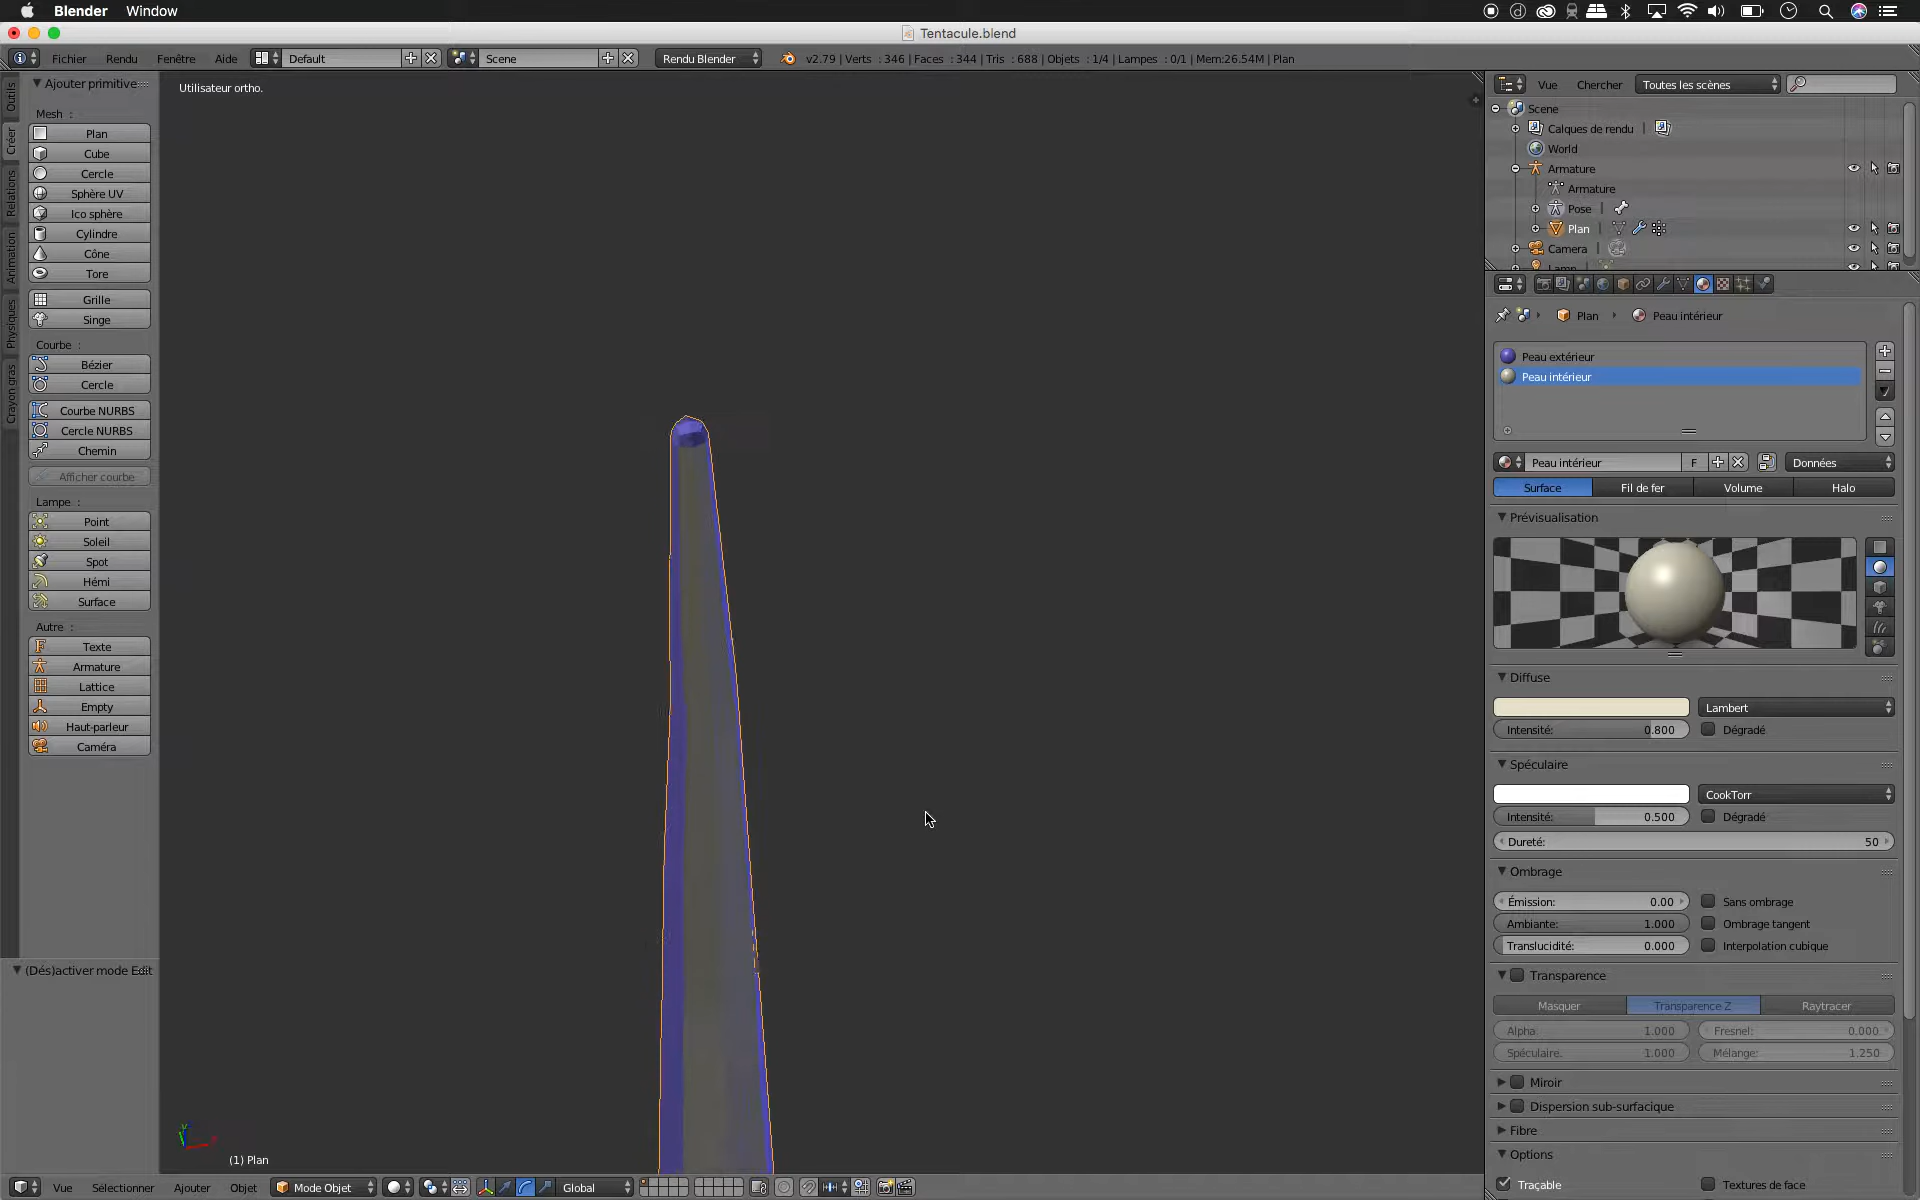 Blender Window
Tentacule.blend
Fichier Rendu Fenêtre Aide Default Scene Rendu Blender v2.79 | Verts : 346 | Faces : 344 | Tris : 688 | Objets : 1/4 | Lampes : 0/1 | Mem:26.54M | Plan
Ajouter primitive
Outils
Créer
Relations
Animation
Physiques
Crayon gras
Mesh :
Plan
Cube
Cercle
Sphère UV
Ico sphère
Cylindre
Cône
Tore
Grille
Singe
Courbe :
Bézier
Cercle
Courbe NURBS
Cercle NURBS
Chemin
Afficher courbe
Lampe :
Point
Soleil
Spot
Hémi
Surface
Autre :
Texte
Armature
Lattice
Empty
Haut-parleur
Caméra
(Dés)activer mode Edit
Utilisateur ortho.
(1) Plan
Vue Sélectionner Ajouter Objet Mode Objet Global
Vue Chercher Toutes les scènes
Scene
Calques de rendu
World
Armature
Armature
Pose
Plan
Camera
Lamp
Plan Peau intérieur
Peau extérieur
Peau intérieur
Peau intérieur F Données
Surface Fil de fer Volume Halo
Prévisualisation
Diffuse
Lambert
Intensité: 0.800 Dégradé
Spéculaire
CookTorr
Intensité: 0.500 Dégradé
Dureté: 50
Ombrage
Émission: 0.00 Sans ombrage
Ambiante: 1.000 Ombrage tangent
Translucidité: 0.000 Interpolation cubique
Transparence
Masquer Transparence Z Raytracer
Alpha: 1.000 Fresnel: 0.000
Spéculaire: 1.000 Mélange: 1.250
Miroir
Dispersion sub-surfacique
Fibre
Options
Traçable Textures de face